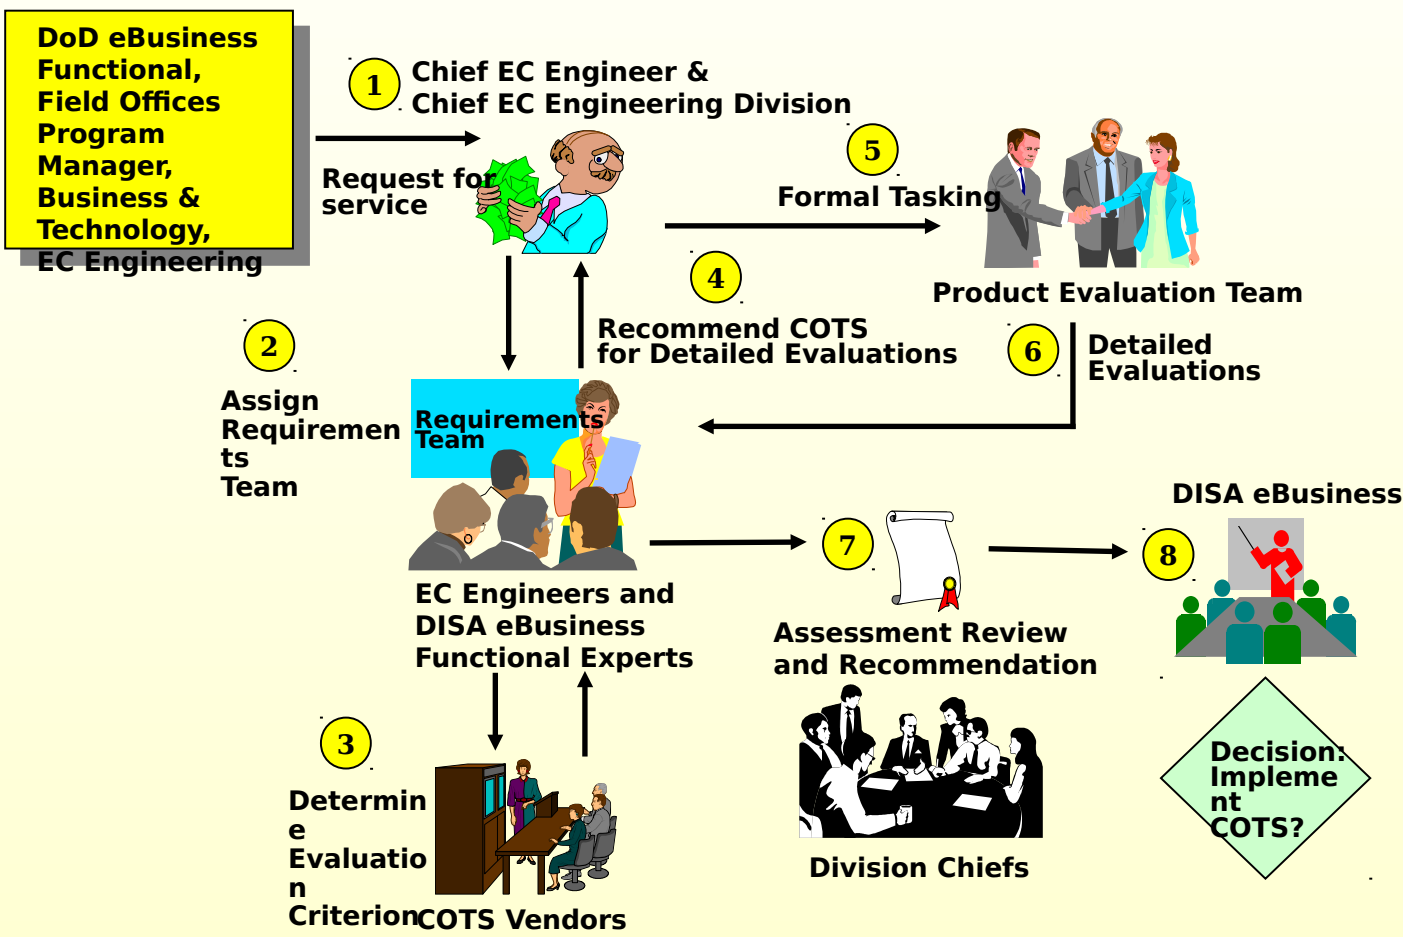 DoD eBusiness
Functional,
Field Offices
Program
Manager,
Business &
Technology,
EC Engineering
1
Chief EC Engineer &
Chief EC Engineering Division
Request for
service
5
Formal Tasking
Product Evaluation Team
4
Recommend COTS
for Detailed Evaluations
6
Detailed
Evaluations
2
Assign
Requiremen
ts
Team
Requirements
Team
EC Engineers and
DISA eBusiness
Functional Experts
7
Assessment Review
and Recommendation
Division Chiefs
DISA eBusiness
8
Decision:
Impleme
nt
COTS?
3
Determin
e
Evaluatio
n
Criterion
COTS Vendors